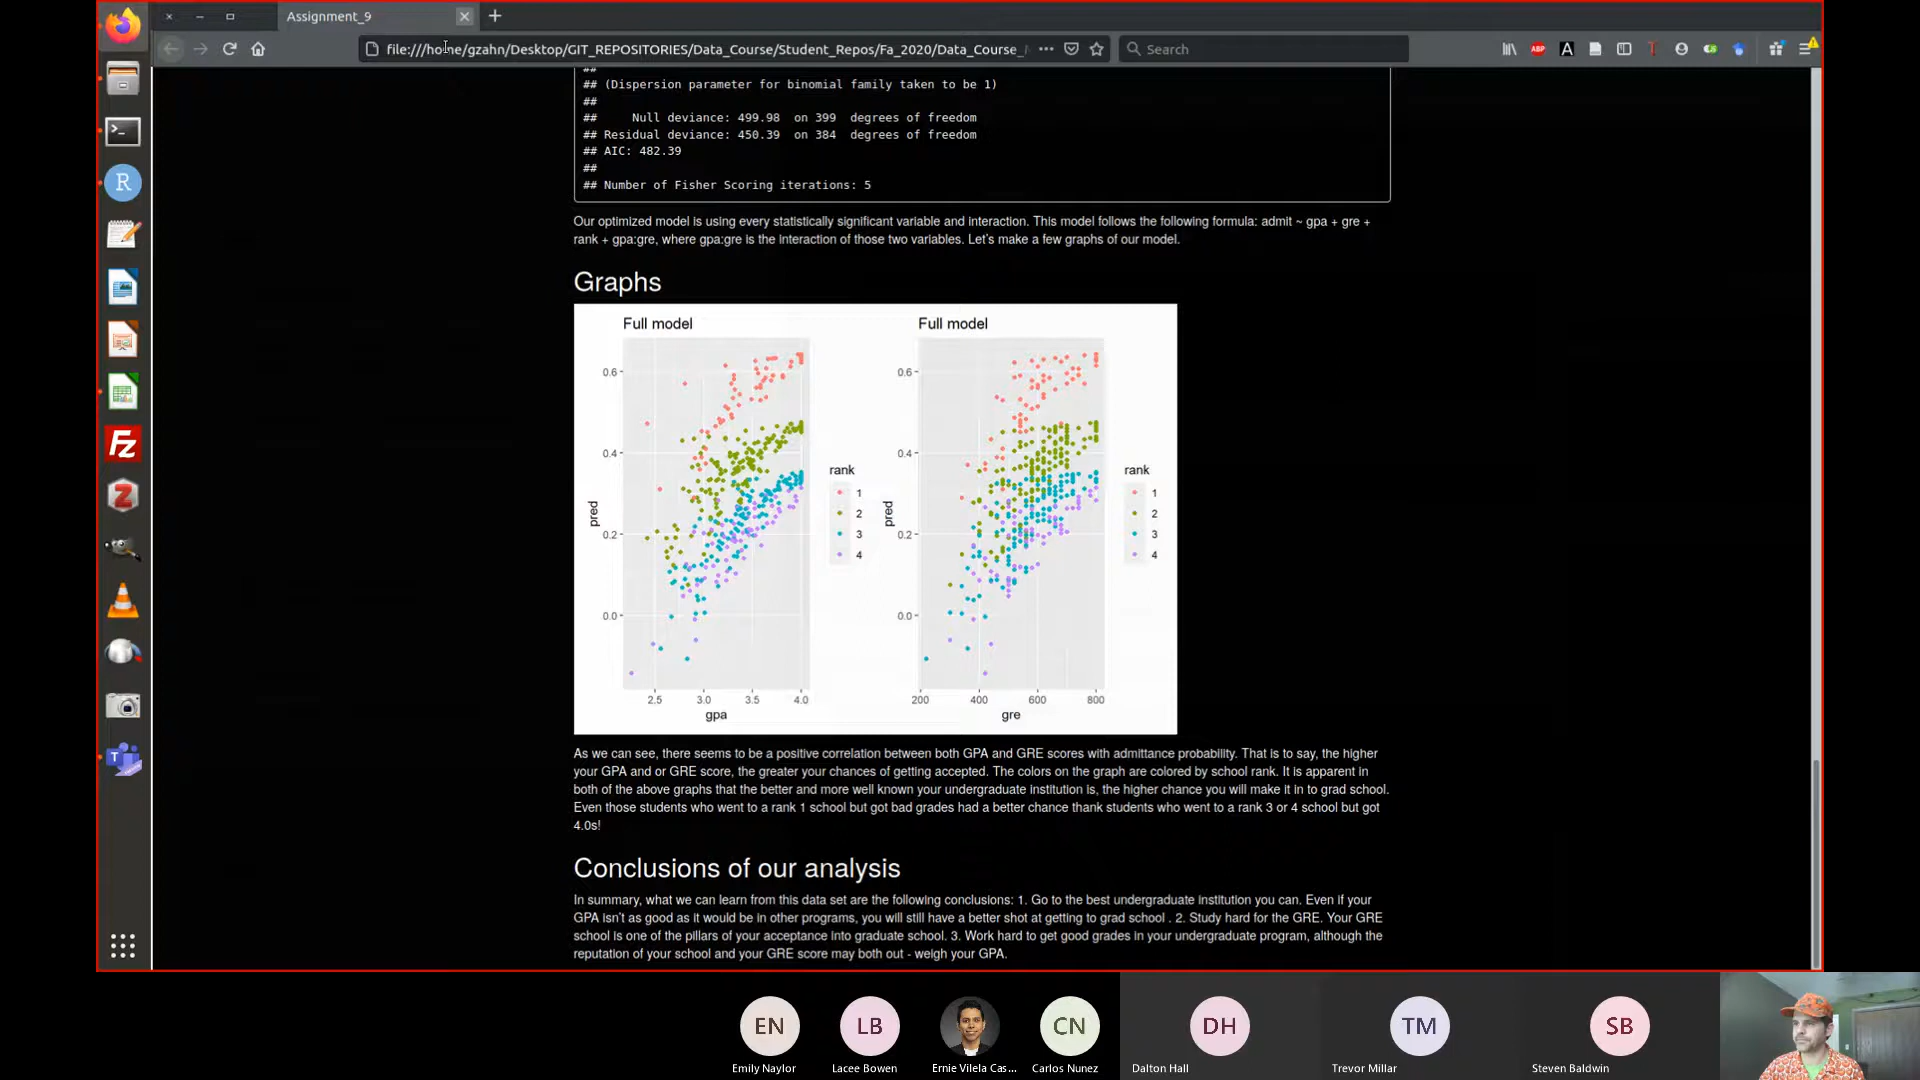 Assignment_9
file:///home/gzahn/Desktop/GIT_REPOSITORIES/Data_Course/Student_Repos/Fa_2020/Data_Course_
Search
ABP
A
##
## (Dispersion parameter for binomial family taken to be 1)
##
##     Null deviance: 499.98  on 399  degrees of freedom
## Residual deviance: 450.39  on 384  degrees of freedom
## AIC: 482.39
##
## Number of Fisher Scoring iterations: 5
Our optimized model is using every statistically significant variable and interaction. This model follows the following formula: admit ~ gpa + gre +
rank + gpa:gre, where gpa:gre is the interaction of those two variables. Let's make a few graphs of our model.
Graphs
Full model
0.6
0.4
0.2
0.0
pred
2.5 3.0 3.5 4.0
gpa
rank
1
2
3
4
Full model
0.6
0.4
0.2
0.0
pred
200 400 600 800
gre
rank
1
2
3
4
As we can see, there seems to be a positive correlation between both GPA and GRE scores with admittance probability. That is to say, the higher
your GPA and or GRE score, the greater your chances of getting accepted. The colors on the graph are colored by school rank. It is apparent in
both of the above graphs that the better and more well known your undergraduate institution is, the higher chance you will make it in to grad school.
Even those students who went to a rank 1 school but got bad grades had a better chance thank students who went to a rank 3 or 4 school but got
4.0s!
Conclusions of our analysis
In summary, what we can learn from this data set are the following conclusions: 1. Go to the best undergraduate institution you can. Even if your
GPA isn't as good as it would be in other programs, you will still have a better shot at getting to grad school . 2. Study hard for the GRE. Your GRE
school is one of the pillars of your acceptance into graduate school. 3. Work hard to get good grades in your undergraduate program, although the
reputation of your school and your GRE score may both out - weigh your GPA.
R
Fz
Z
T
EN
LB
CN
DH
TM
SB
Emily Naylor
Lacee Bowen
Ernie Vilela Cas...
Carlos Nunez
Dalton Hall
Trevor Millar
Steven Baldwin